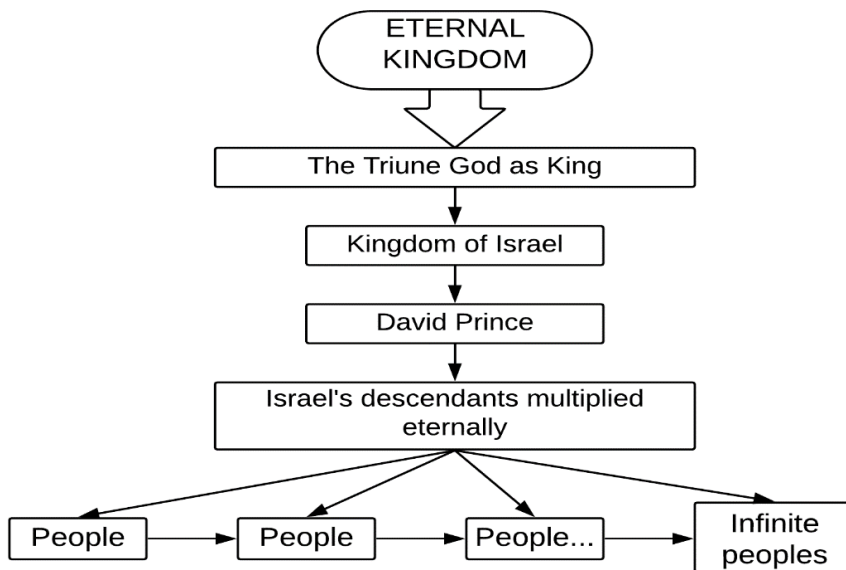 ETERNAL
KINGDOM
The Triune God as King
Kingdom of Israel
David Prince
Israel's descendants multiplied
eternally
People
People
People...
Infinite
peoples